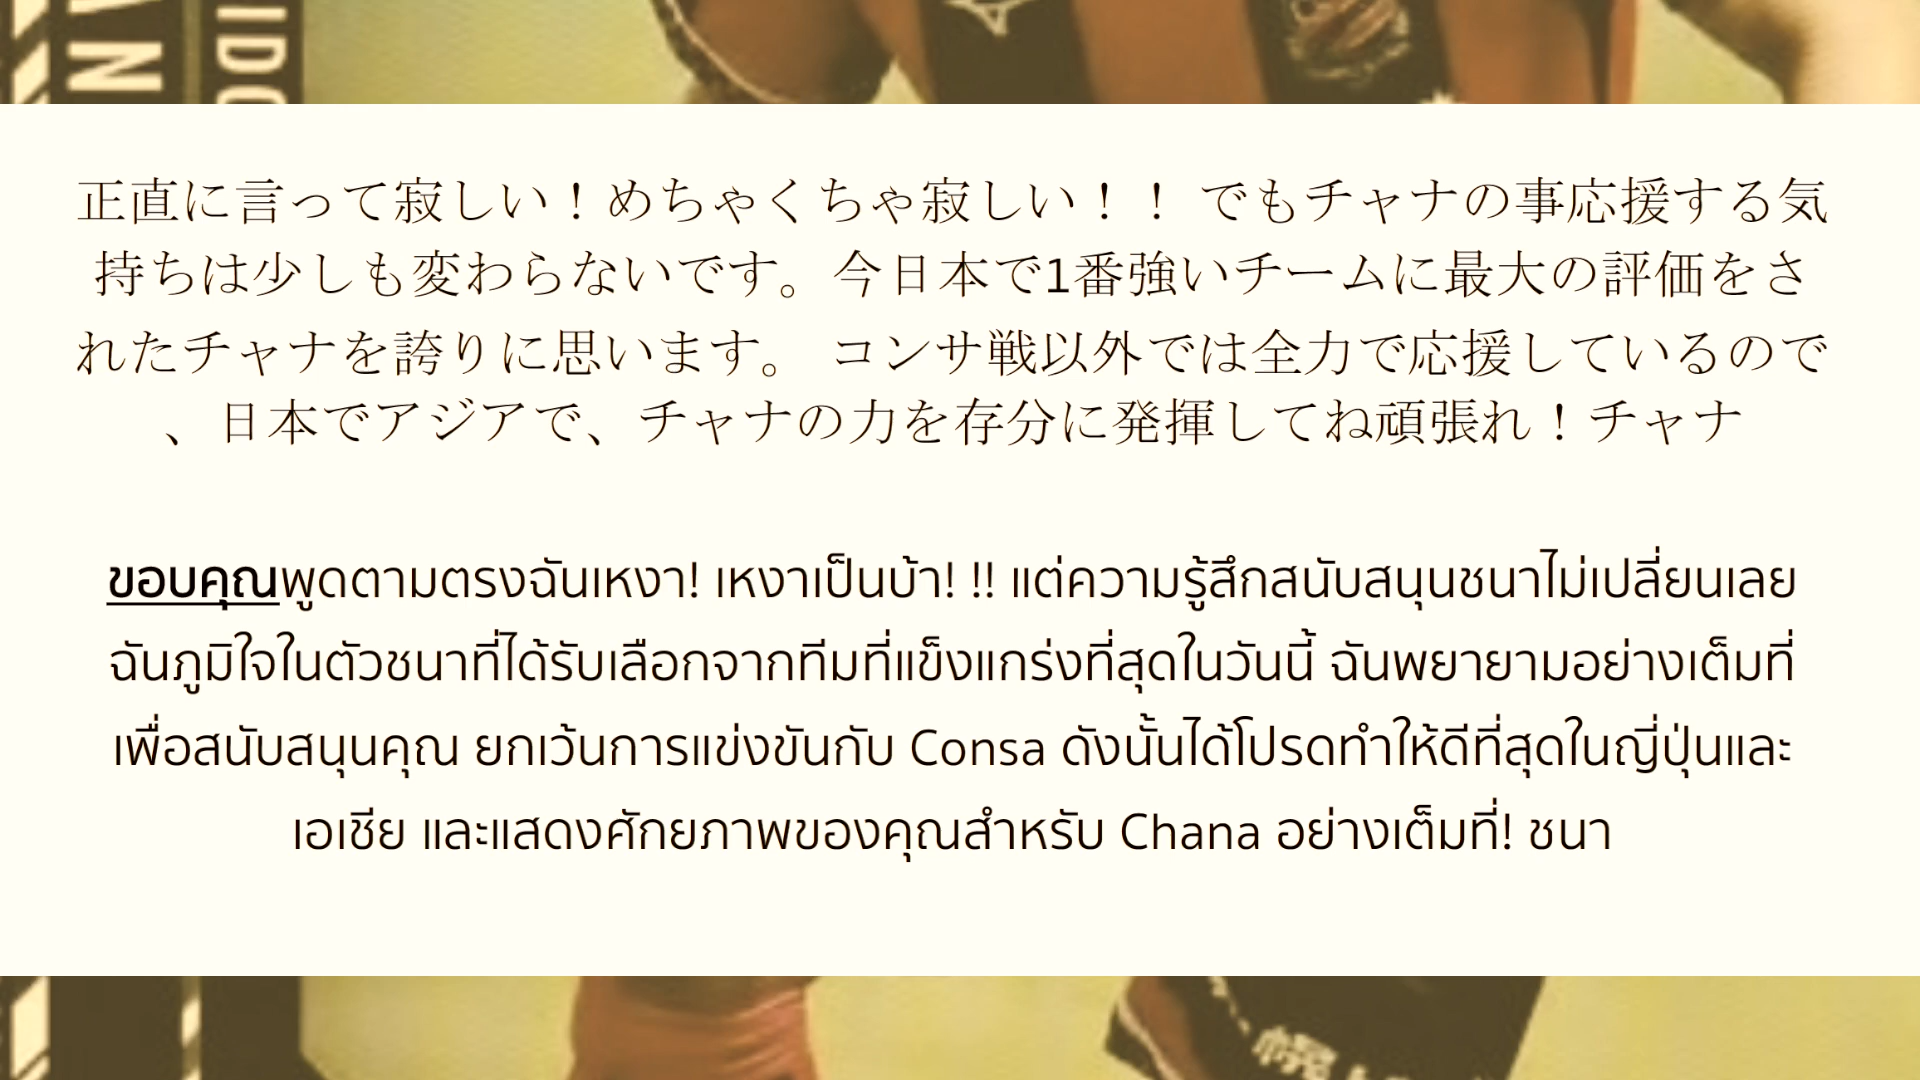 正直に言って寂しい！めちゃくちゃ寂しい！！ でもチャナの事応援する気
持ちは少しも変わらないです。今日本で1番強いチームに最大の評価をさ
れたチャナを誇りに思います。 コンサ戦以外では全力で応援しているので
、日本でアジアで、チャナの力を存分に発揮してね頑張れ！チャナ
ขอบคุณพูดตามตรงฉันเหงา! เหงาเป็นบ้า! !! แต่ความรู้สึกสนับสนุนชนาไม่เปลี่ยนเลย
ฉันภูมิใจในตัวชนาที่ได้รับเลือกจากทีมที่แข็งแกร่งที่สุดในวันนี้ ฉันพยายามอย่างเต็มที่
เพื่อสนับสนุนคุณ ยกเว้นการแข่งขันกับ Consa ดังนั้นได้โปรดทำให้ดีที่สุดในญี่ปุ่นและ
เอเชีย และแสดงศักยภาพของคุณสำหรับ Chana อย่างเต็มที่! ชนา